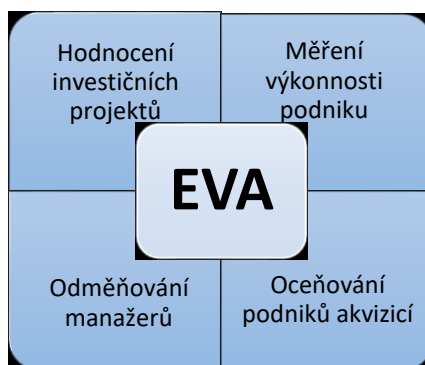 Hodnocení
investičních
projektů
Měření
výkonnosti
podniku
EVA
Odměňování
manažerů
Oceňování
podniků akvizicí